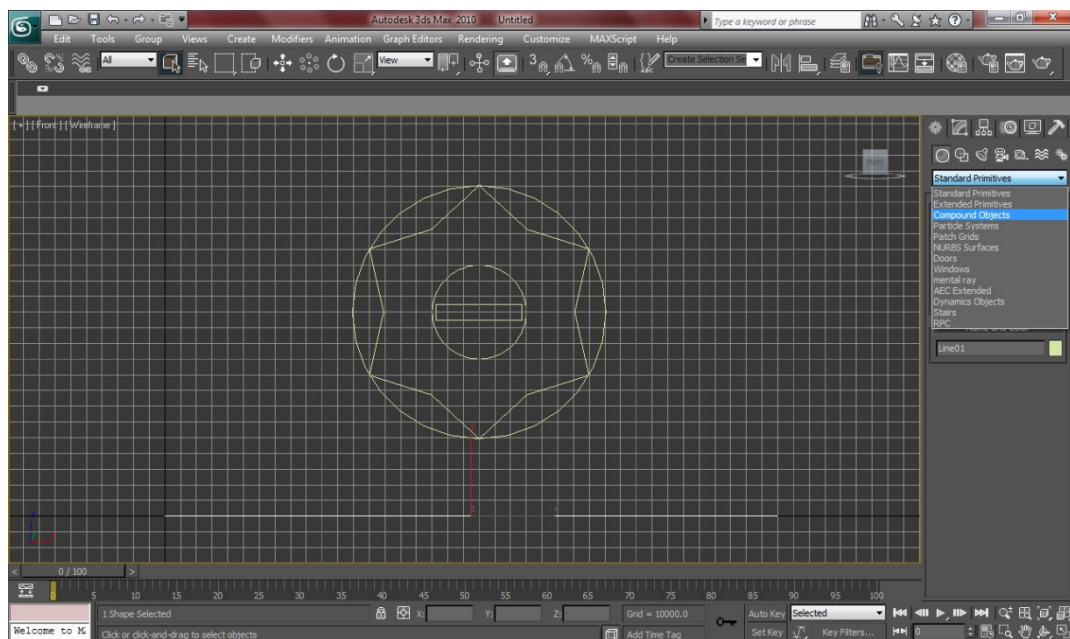 Autodesk 3ds Max 2010 Untitled
Type a keyword or phrase
Edit Tools Group Views Create Modifiers Animation Graph Editors Rendering Customize MAXScript Help
All
View
Create Selection Se
[ + ] [ Front ] [ Wireframe ]
FRONT
Standard Primitives
Standard Primitives
Extended Primitives
Compound Objects
Particle Systems
Patch Grids
NURBS Surfaces
Doors
Windows
mental ray
AEC Extended
Dynamics Objects
Stairs
RPC
Name and Color
Line01
0 / 100
0 5 10 15 20 25 30 35 40 45 50 55 60 65 70 75 80 85 90 95 100
1 Shape Selected
X: Y: Z:
Grid = 10000.0
Auto Key Selected
Welcome to M
Click or click-and-drag to select objects
Add Time Tag
Set Key Key Filters... 0